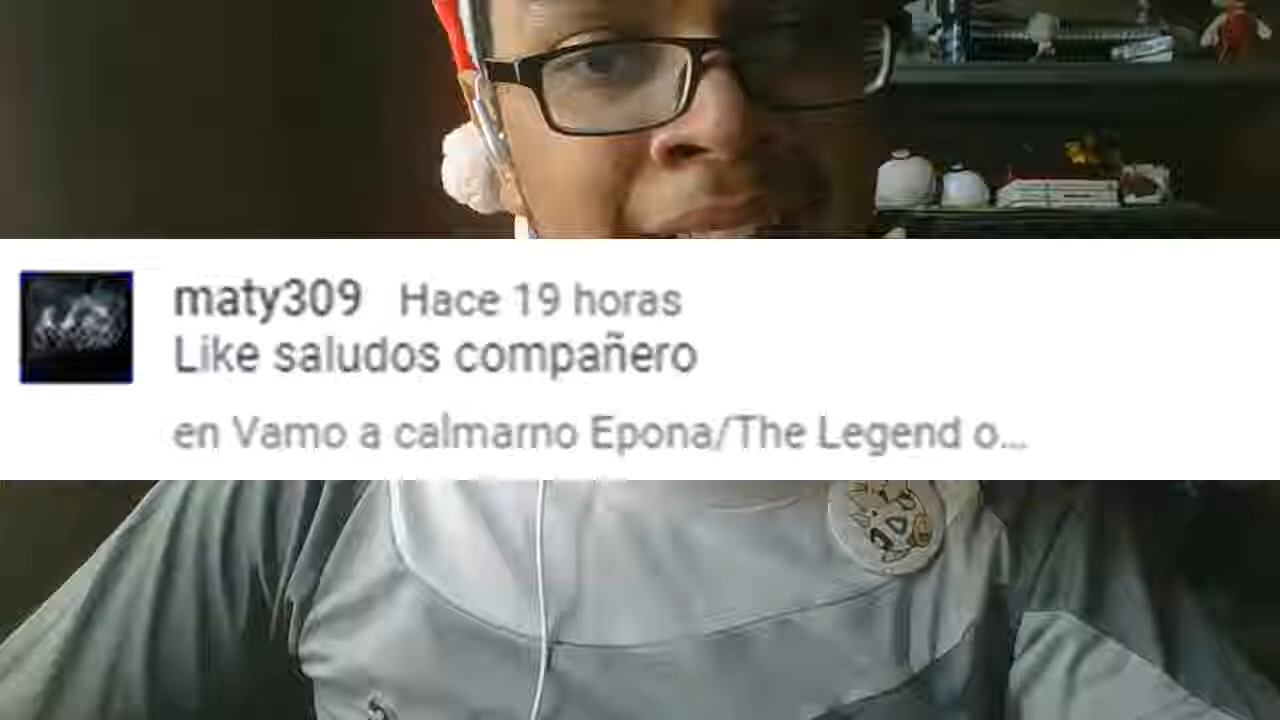 maty309 Hace 19 horas
Like saludos compañero
en Vamo a calmarno Epona/The Legend o...